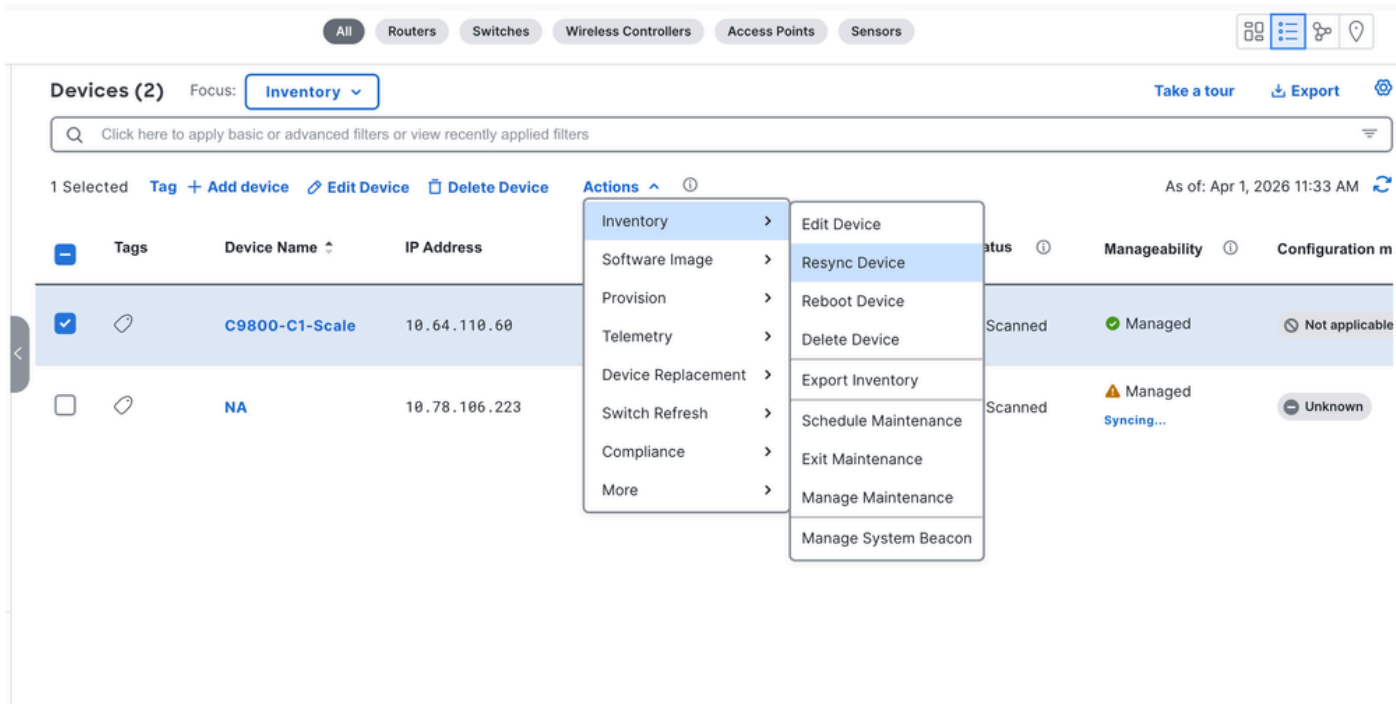 All Routers Switches Wireless Controllers Access Points Sensors
Devices (2) Focus: Inventory Take a tour Export
Click here to apply basic or advanced filters or view recently applied filters
1 Selected Tag + Add device Edit Device Delete Device Actions As of: Apr 1, 2026 11:33 AM
Tags Device Name IP Address atus Manageability Configuration m
C9800-C1-Scale 10.64.110.60 Scanned Managed Not applicable
NA 10.78.106.223 Scanned Managed Unknown
Syncing...
Inventory
Software Image
Provision
Telemetry
Device Replacement
Switch Refresh
Compliance
More
Edit Device
Resync Device
Reboot Device
Delete Device
Export Inventory
Schedule Maintenance
Exit Maintenance
Manage Maintenance
Manage System Beacon